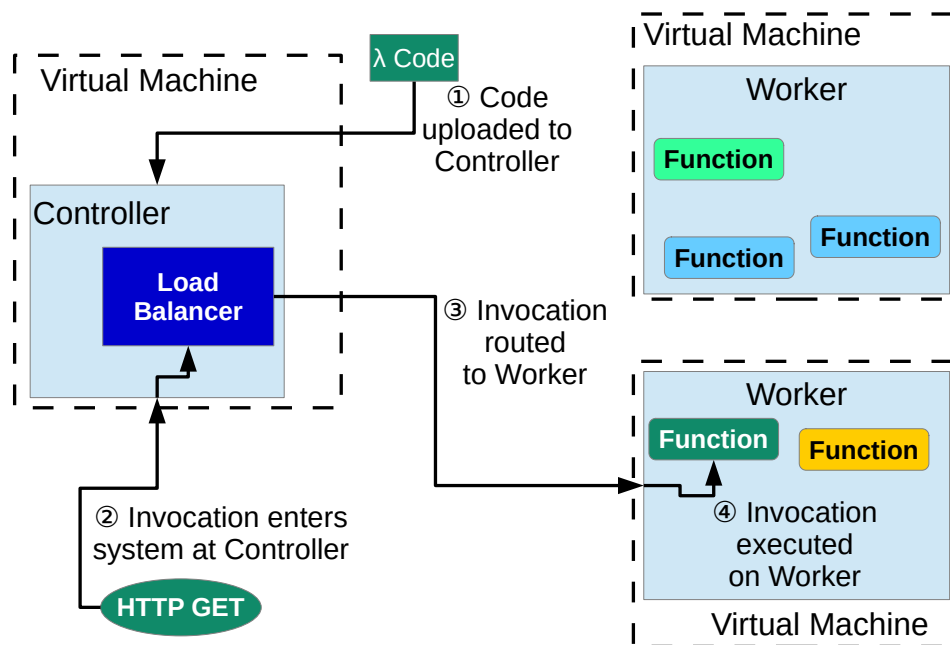 Virtual Machine
λ Code
① Code
uploaded to
Controller
Controller
Load
Balancer
② Invocation enters
system at Controller
HTTP GET
③ Invocation
routed
to Worker
Virtual Machine
Worker
Function
Function
Function
Worker
Function
Function
④ Invocation
executed
on Worker
Virtual Machine